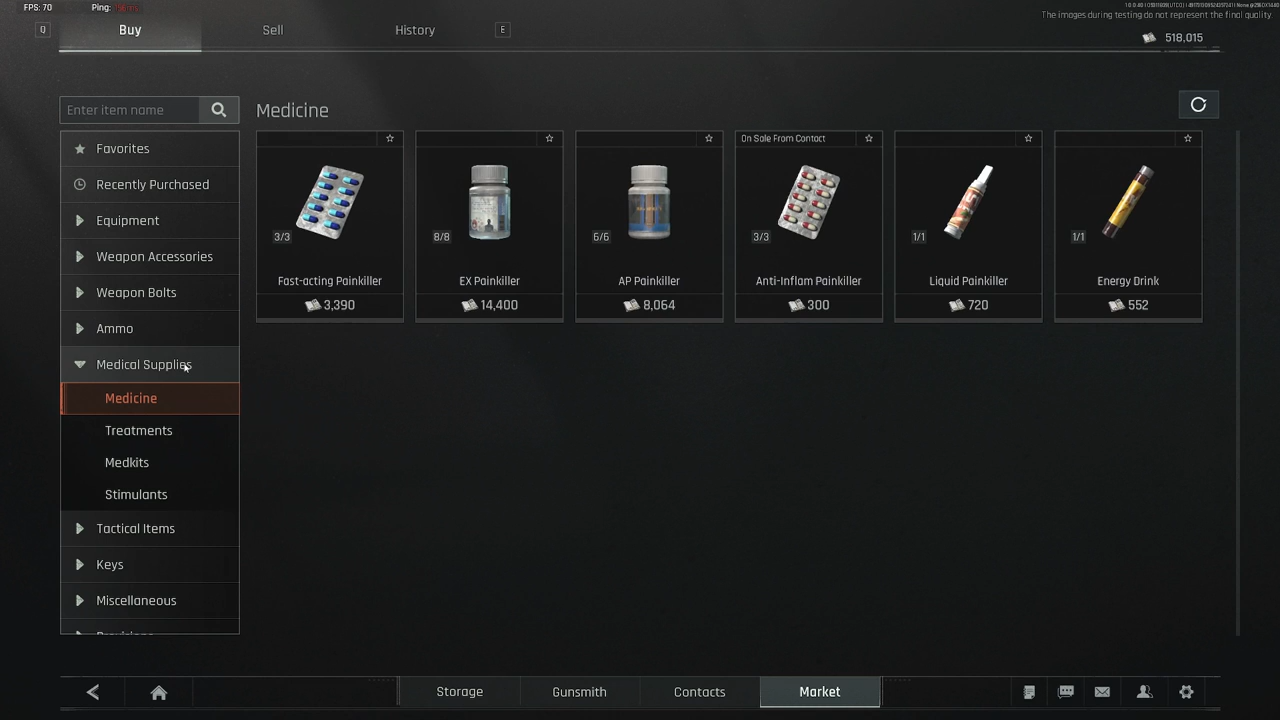 FPS: 70
Ping:
The images during testing do not represent the final quality
Q
Buy
Sell
History
E
518,015
Enter item name
Medicine
Favorites
Recently Purchased
Equipment
Weapon Accessories
Weapon Bolts
Ammo
Medical Supplies
Medicine
Treatments
Medkits
Stimulants
Tactical Items
Keys
Miscellaneous
3/3
Fast-acting Painkiller
3,390
8/8
EX Painkiller
14,400
5/5
AP Painkiller
8,064
On Sale From Contact
3/3
Anti-Inflam Painkiller
300
1/1
Liquid Painkiller
720
1/1
Energy Drink
552
Storage
Gunsmith
Contacts
Market